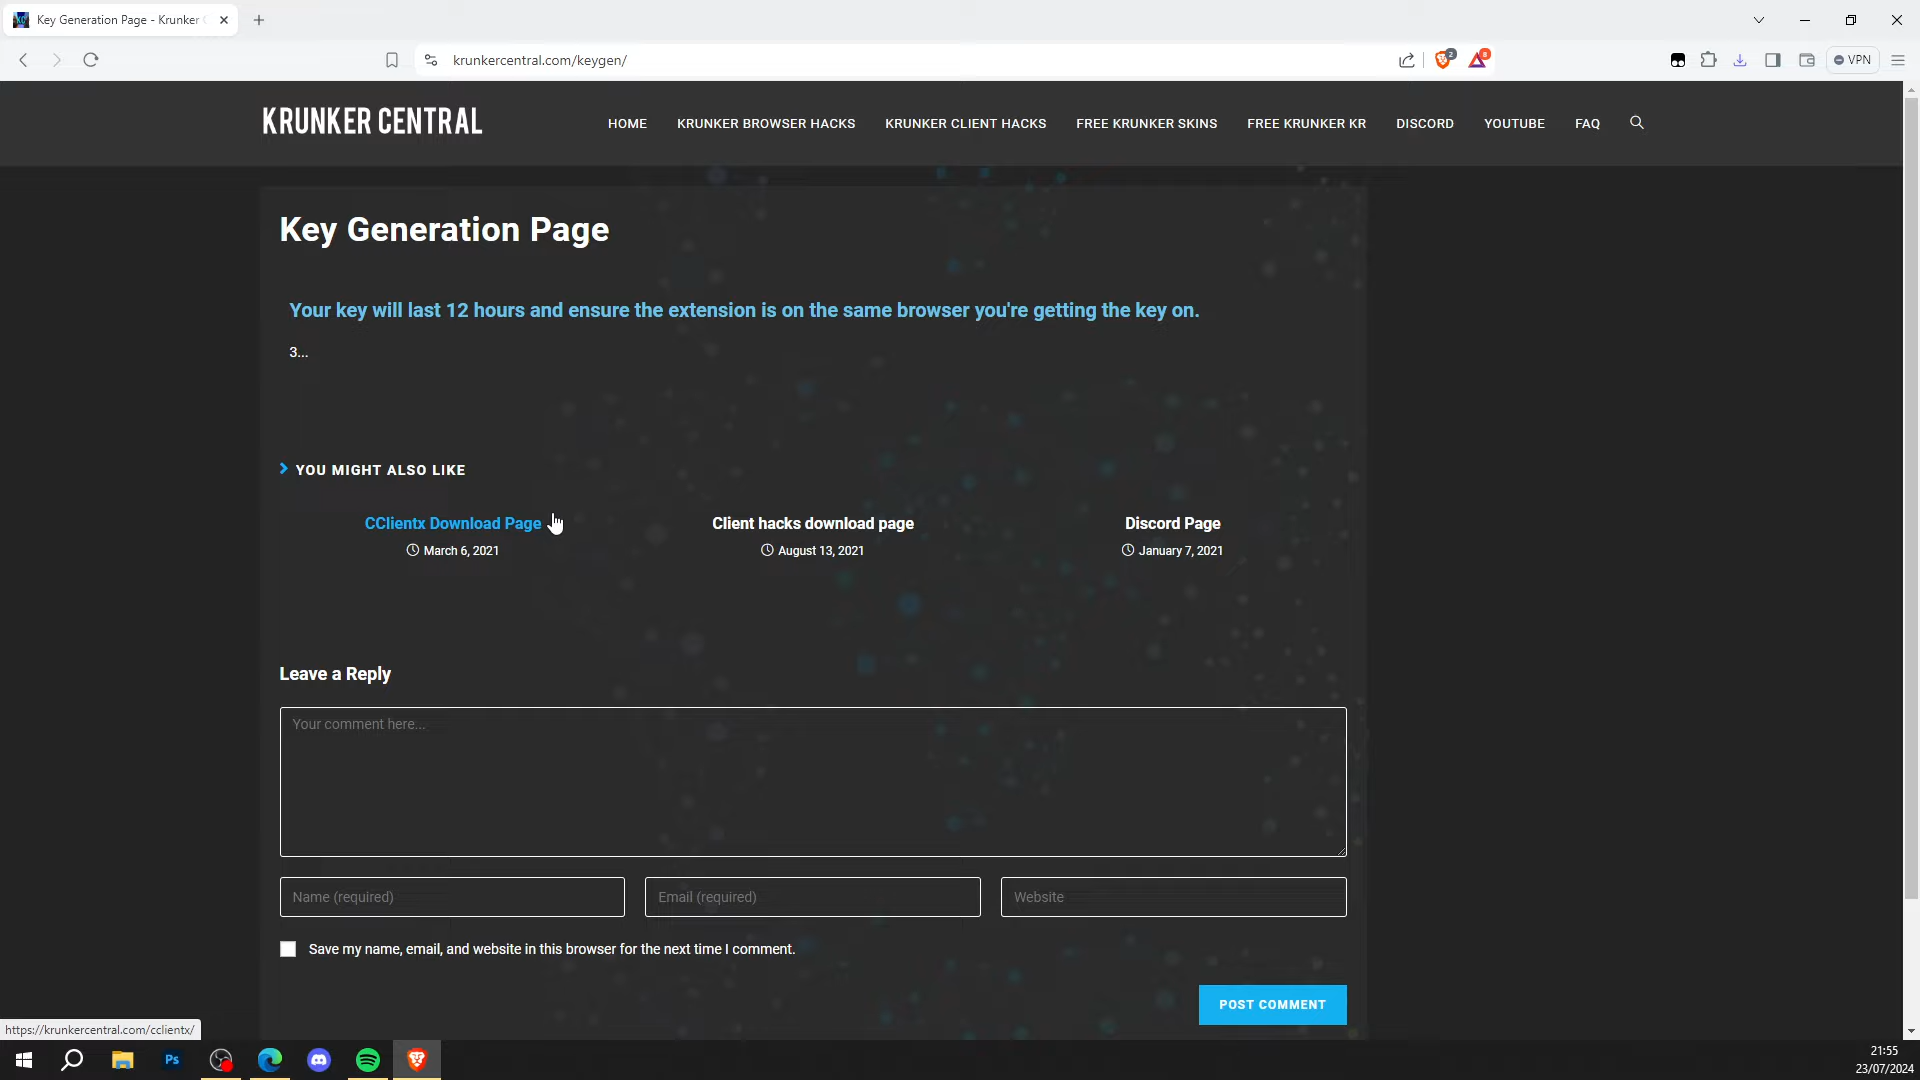 Key Generation Page - Krunker
krunkercentral.com/keygen/
2
8
VPN
KRUNKER CENTRAL
HOME
KRUNKER BROWSER HACKS
KRUNKER CLIENT HACKS
FREE KRUNKER SKINS
FREE KRUNKER KR
DISCORD
YOUTUBE
FAQ
Key Generation Page
Your key will last 12 hours and ensure the extension is on the same browser you're getting the key on.
3...
YOU MIGHT ALSO LIKE
CClientx Download Page
Client hacks download page
Discord Page
March 6, 2021
August 13, 2021
January 7, 2021
Leave a Reply
Your comment here...
Name (required)
Email (required)
Website
Save my name, email, and website in this browser for the next time I comment.
POST COMMENT
https://krunkercentral.com/cclientx/
Ps
21:55
23/07/2024